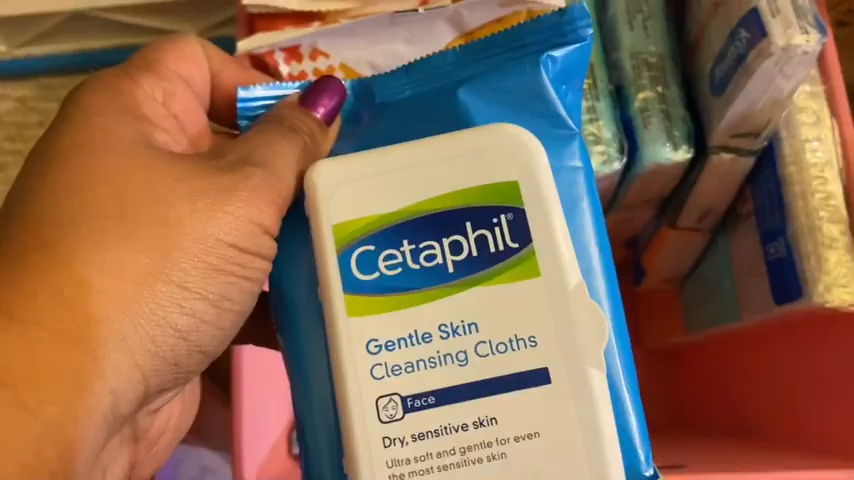 Cetaphil®
Gentle Skin
Cleansing Cloths
Face
Dry, sensitive skin
Ultra soft and gentle for even
the most sensitive skin